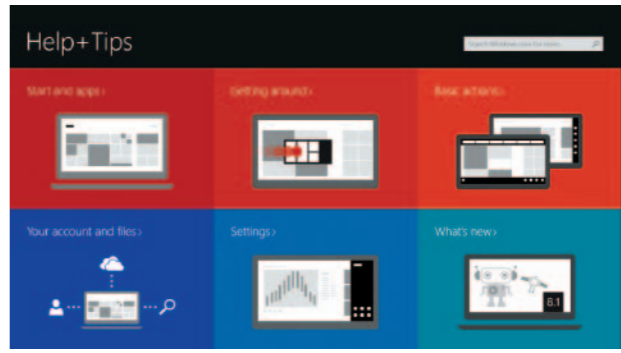 Help+Tips
Start and apps›
Getting around›
Basic actions›
Your account and files›
Settings›
What's new›
8.1